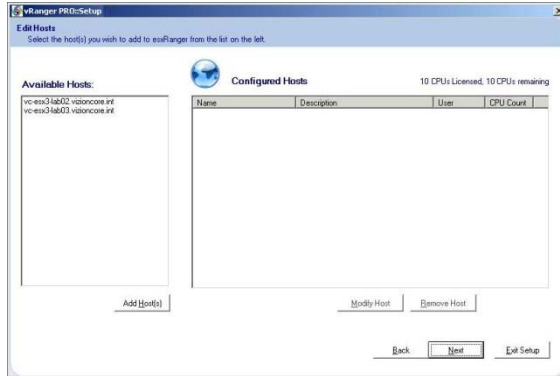 vRanger PRO::Setup
Edit Hosts
Select the host(s) you wish to add to esxRanger from the list on the left.
Available Hosts:
Configured Hosts
10 CPUs Licensed, 10 CPUs remaining
vc-esx3-lab02.vizioncore.int
vc-esx3-lab03.vizioncore.int
Name Description User CPU Count
Add Host(s)
Modify Host Remove Host
Back Next Exit Setup